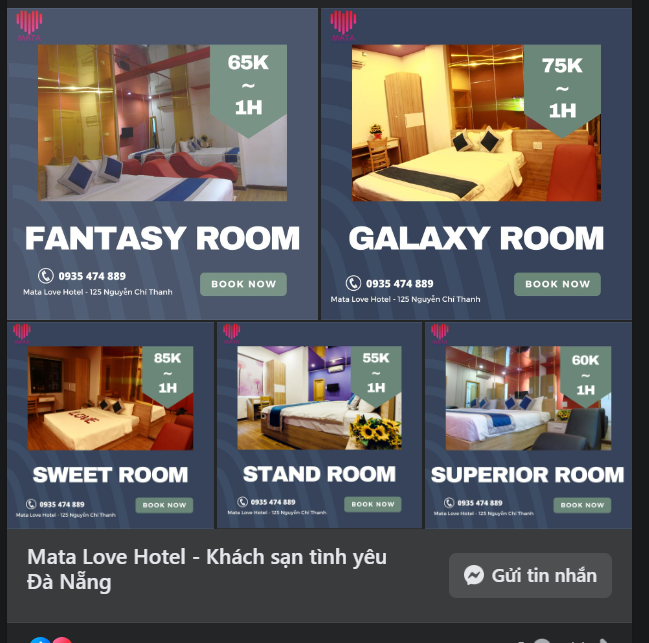 65K
~
1H
FANTASY ROOM
0935 474 889
Mata Love Hotel - 125 Nguyễn Chí Thanh
BOOK NOW
75K
~
1H
GALAXY ROOM
0935 474 889
Mata Love Hotel - 125 Nguyễn Chí Thanh
BOOK NOW
85K
~
1H
LOVE
SWEET ROOM
0935 474 889
Mata Love Hotel - 125 Nguyễn Chí Thanh
BOOK NOW
55K
~
1H
STAND ROOM
0935 474 889
Mata Love Hotel - 125 Nguyễn Chí Thanh
BOOK NOW
60K
~
1H
SUPERIOR ROOM
0935 474 889
Mata Love Hotel - 125 Nguyễn Chí Thanh
BOOK NOW
Mata Love Hotel - Khách sạn tình yêu
Đà Nẵng
Gửi tin nhắn